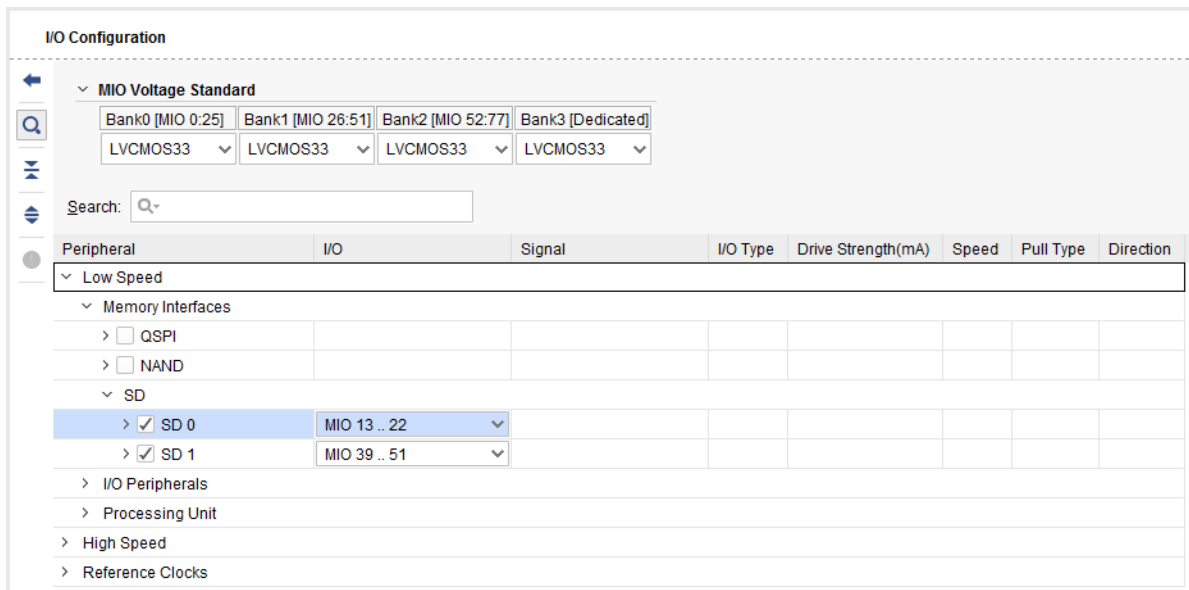 I/O Configuration
MIO Voltage Standard
Bank0 [MIO 0:25] Bank1 [MIO 26:51] Bank2 [MIO 52:77] Bank3 [Dedicated]
LVCMOS33 LVCMOS33 LVCMOS33 LVCMOS33
Search:
Peripheral I/O Signal I/O Type Drive Strength(mA) Speed Pull Type Direction
Low Speed
Memory Interfaces
QSPI
NAND
SD
SD 0 MIO 13 .. 22
SD 1 MIO 39 .. 51
I/O Peripherals
Processing Unit
High Speed
Reference Clocks